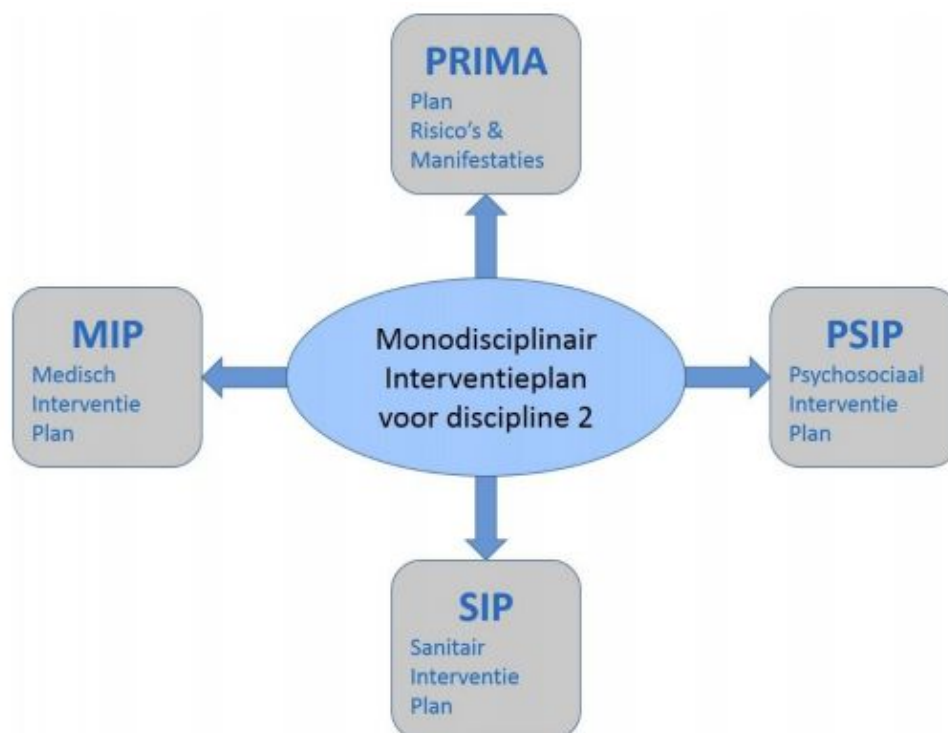 PRIMA
Plan
Risico's &
Manifestaties
MIP
Medisch
Interventie
Plan
Monodisciplinair
Interventieplan
voor discipline 2
PSIP
Psychosociaal
Interventie
Plan
SIP
Sanitair
Interventie
Plan